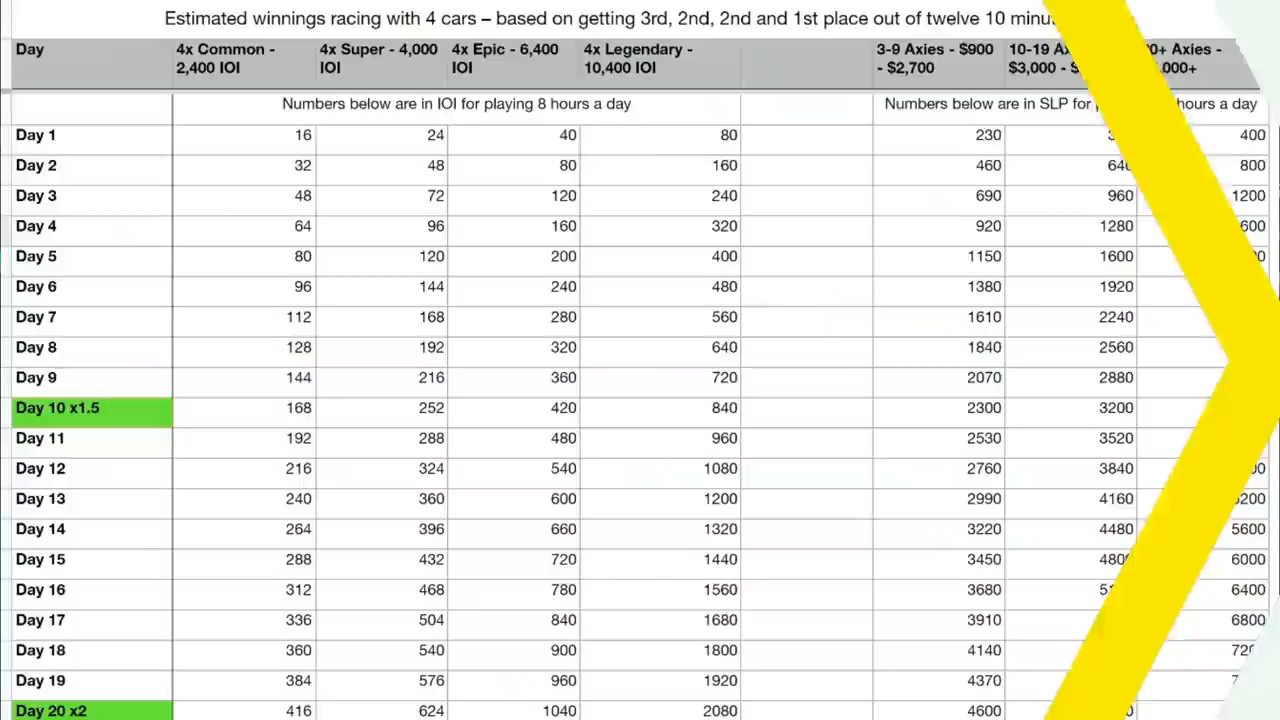 Estimated winnings racing with 4 cars – based on getting 3rd, 2nd, 2nd and 1st place out of twelve 10
Day 4x Common - 2,400 IOI 4x Super - 4,000 IOI 4x Epic - 6,400 IOI 4x Legendary - 10,400 IOI 3-9 Axies - $900 - $2,700 10-19 $3,000 - Axies -
Numbers below are in IOI for playing 8 hours a day Numbers below are in SLP for hours a day
Day 1 16 24 40 80 230 400
Day 2 32 48 80 160 460 640 800
Day 3 48 72 120 240 690 960 1200
Day 4 64 96 160 320 920 1280
Day 5 80 120 200 400 1150 1600
Day 6 96 144 240 480 1380 1920
Day 7 112 168 280 560 1610 2240
Day 8 128 192 320 640 1840 2560
Day 9 144 216 360 720 2070 2880
Day 10 x1.5 168 252 420 840 2300 3200
Day 11 192 288 480 960 2530 3520
Day 12 216 324 540 1080 2760 3840
Day 13 240 360 600 1200 2990 4160
Day 14 264 396 660 1320 3220 4480 5600
Day 15 288 432 720 1440 3450 4800 6000
Day 16 312 468 780 1560 3680 6400
Day 17 336 504 840 1680 3910 6800
Day 18 360 540 900 1800 4140
Day 19 384 576 960 1920 4370
Day 20 x2 416 624 1040 2080 4600